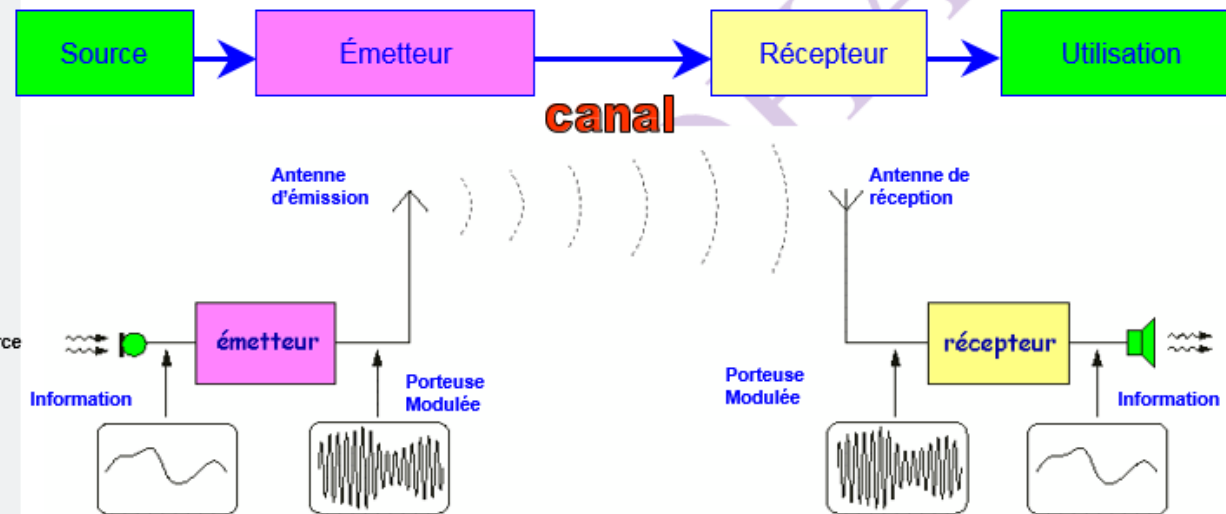 Source
Émetteur
Récepteur
Utilisation
canal
Antenne
d'émission
Antenne de
réception
émetteur
récepteur
Information
Porteuse
Modulée
Porteuse
Modulée
Information